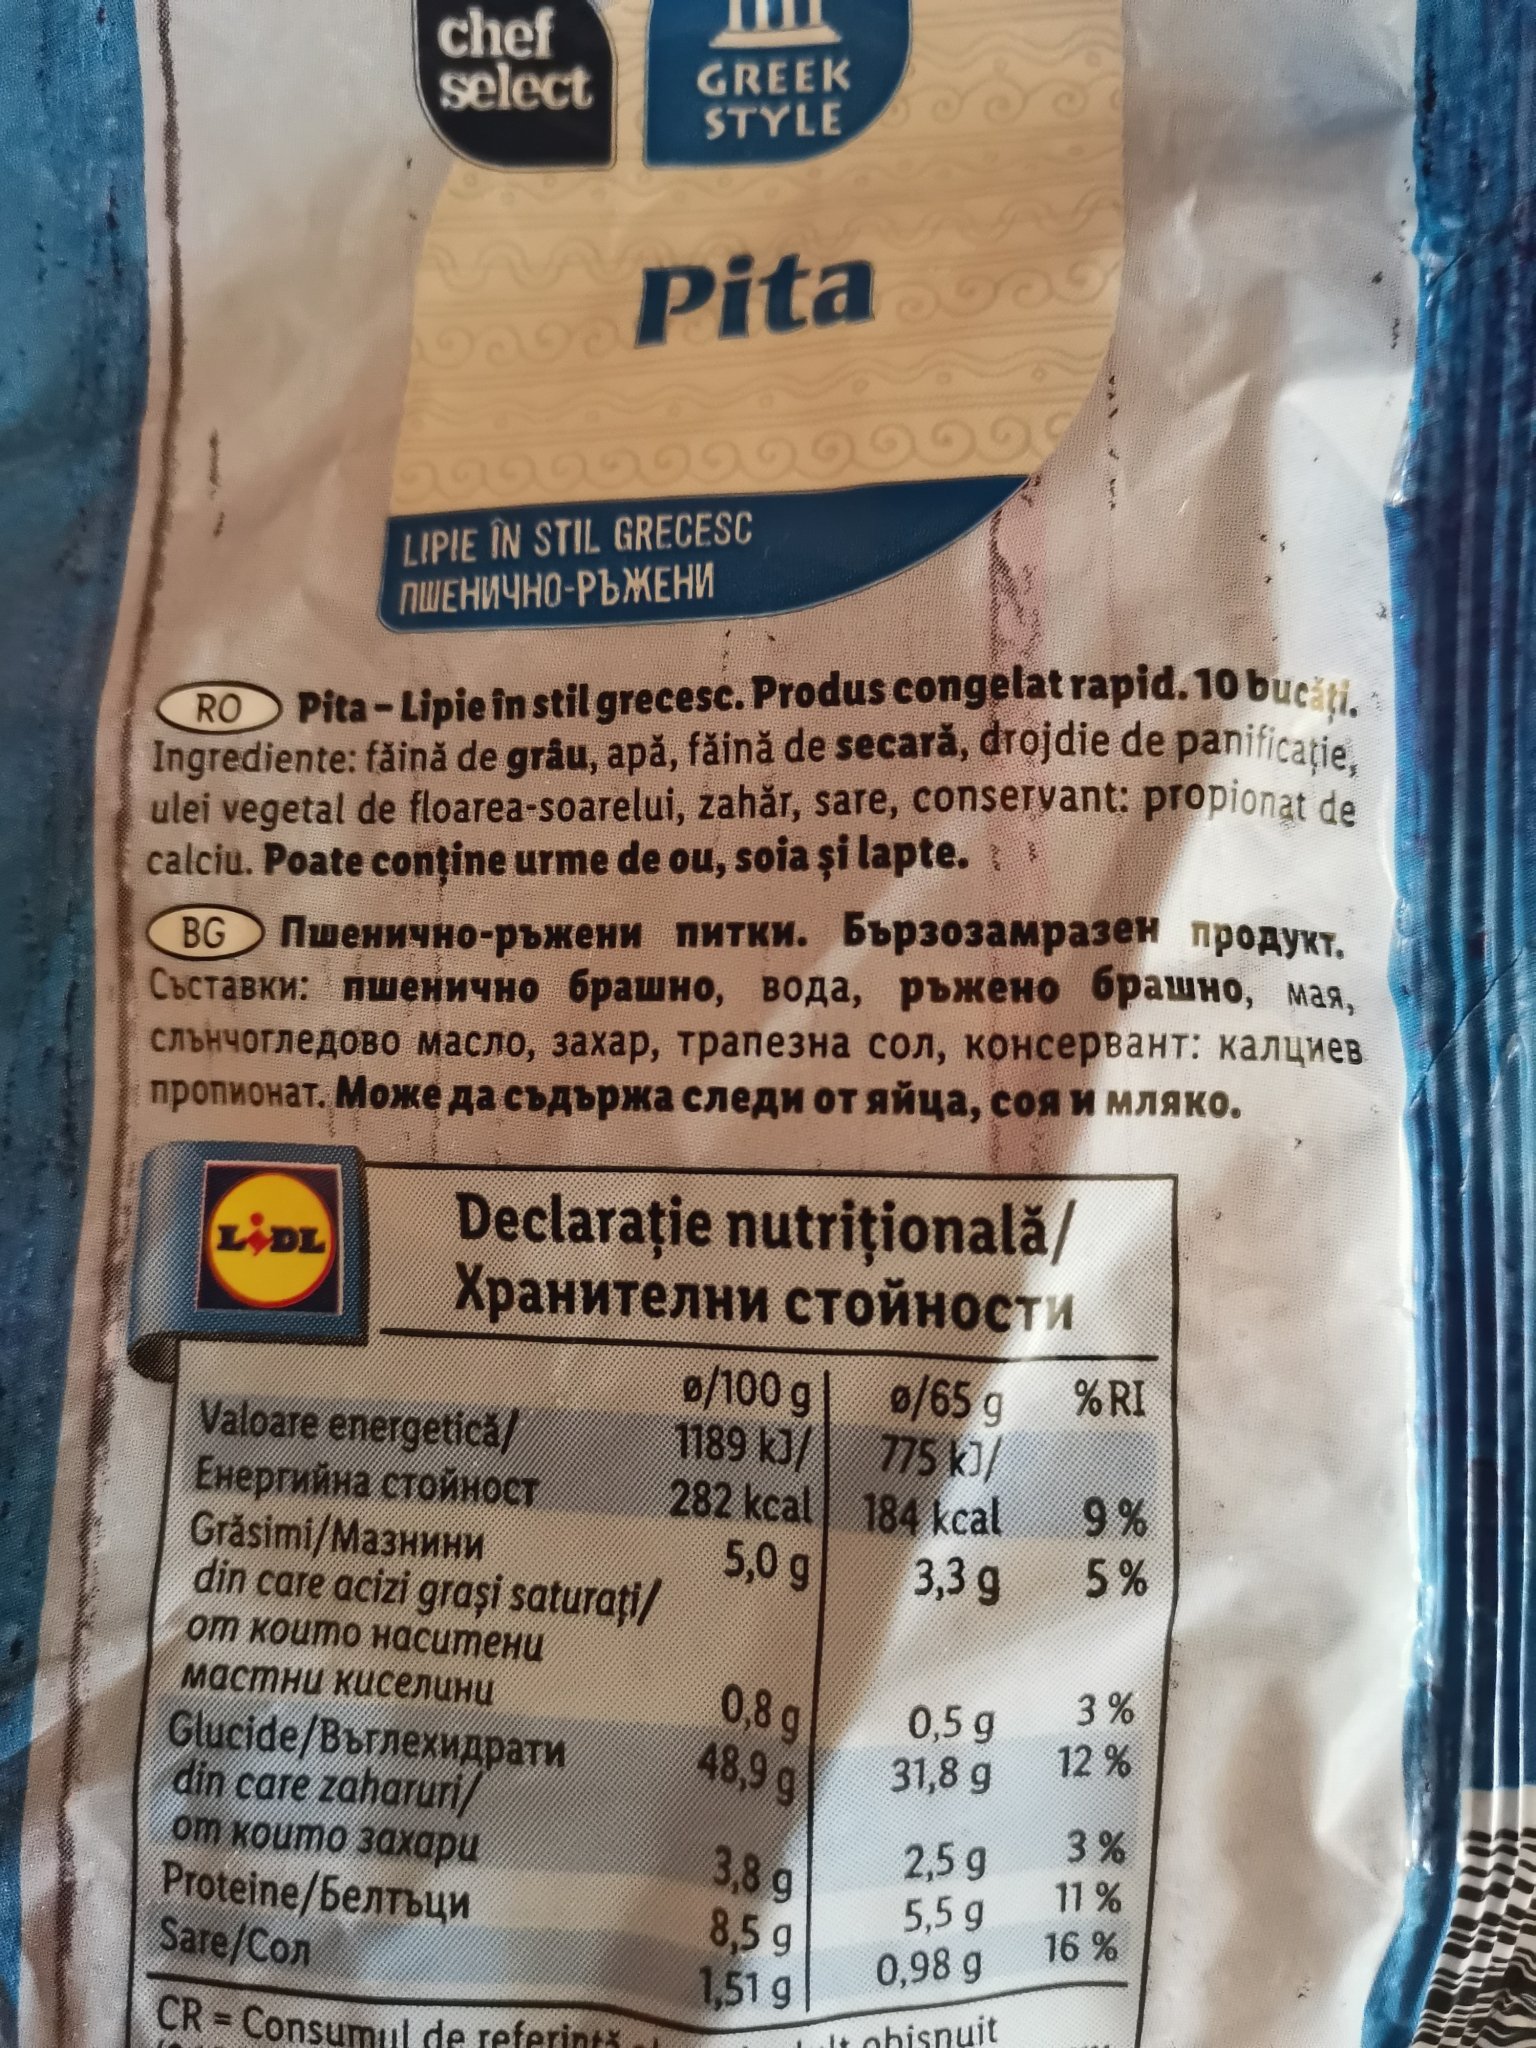 chef
select
GREEK
STYLE
Pita
LIPIE ÎN STIL GRECESC
ПШЕНИЧНО-РЪЖЕНИ
RO Pita – Lipie în stil grecesc. Produs congelat rapid. 10 bucăți.
Ingrediente: făină de grâu, apă, făină de secară, drojdie de panificație,
ulei vegetal de floarea-soarelui, zahăr, sare, conservant: propionat de
calciu. Poate conține urme de ou, soia și lapte.
BG Пшенично-ръжени питки. Бързозамразен продукт.
Съставки: пшенично брашно, вода, ръжено брашно, мая,
слънчогледово масло, захар, трапезна сол, консервант: калциев
пропионат. Може да съдържа следи от яйца, соя и мляко.
LIDL
Declarație nutrițională/
Хранителни стойности
ø/100 g ø/65 g % RI
Valoare energetică/ 1189 kJ/ 775 kJ/
Енергийна стойност 282 kcal 184 kcal 9 %
Grăsimi/Мазнини 5,0 g 3,3 g 5 %
din care acizi grași saturați/
от които наситени
мастни киселини 0,8 g 0,5 g 3 %
Glucide/Въглехидрати 48,9 g 31,8 g 12 %
din care zaharuri/
от които захари 3,8 g 2,5 g 3 %
Proteine/Белтъци 8,5 g 5,5 g 11 %
Sare/Сол 1,51 g 0,98 g 16 %
CR = Consumul de referință obișnuit